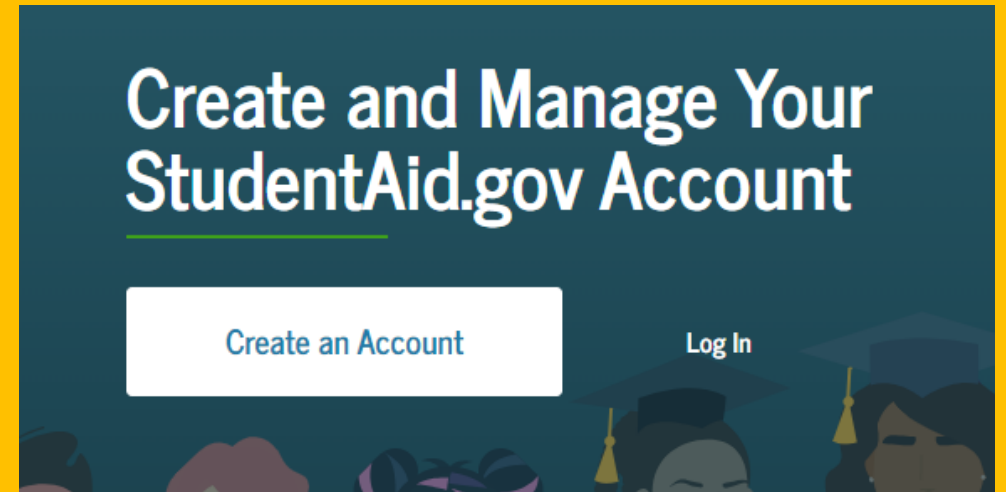 Create and Manage Your
StudentAid.gov Account
Create an Account
Log In